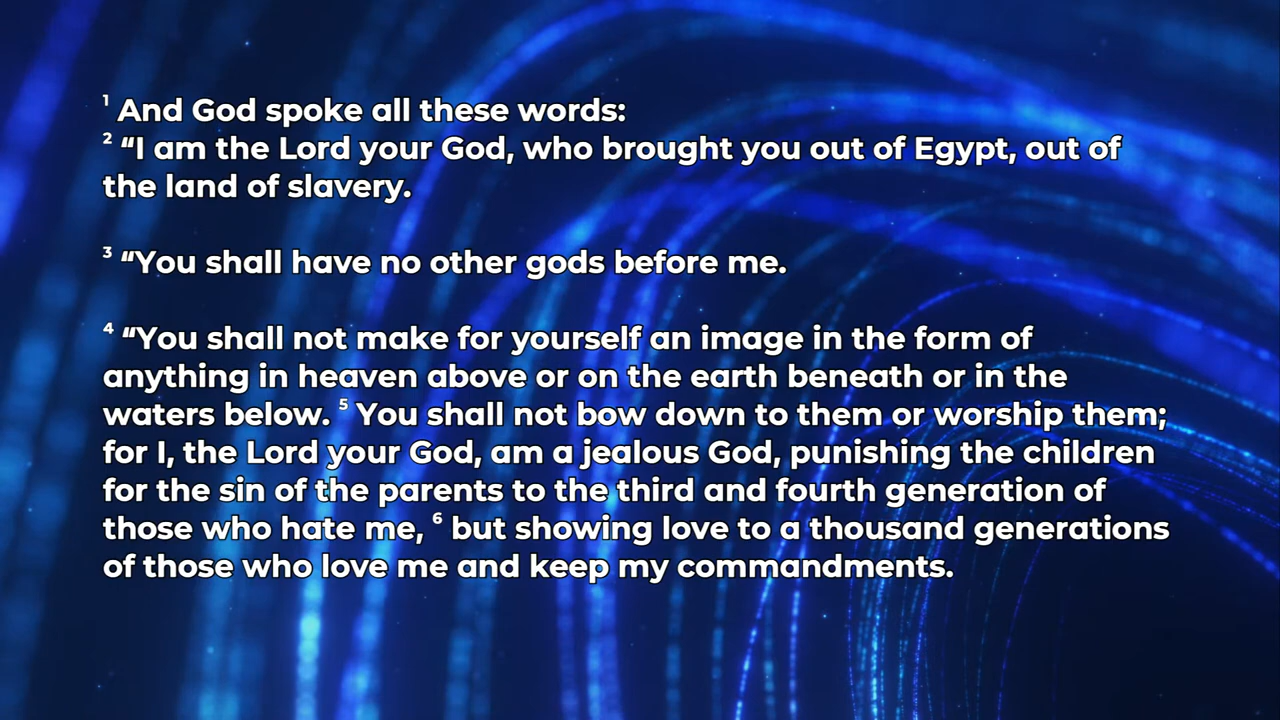 ¹ And God spoke all these words:
² “I am the Lord your God, who brought you out of Egypt, out of
the land of slavery.
³ “You shall have no other gods before me.
⁴ “You shall not make for yourself an image in the form of
anything in heaven above or on the earth beneath or in the
waters below. ⁵ You shall not bow down to them or worship them;
for I, the Lord your God, am a jealous God, punishing the children
for the sin of the parents to the third and fourth generation of
those who hate me, ⁶ but showing love to a thousand generations
of those who love me and keep my commandments.